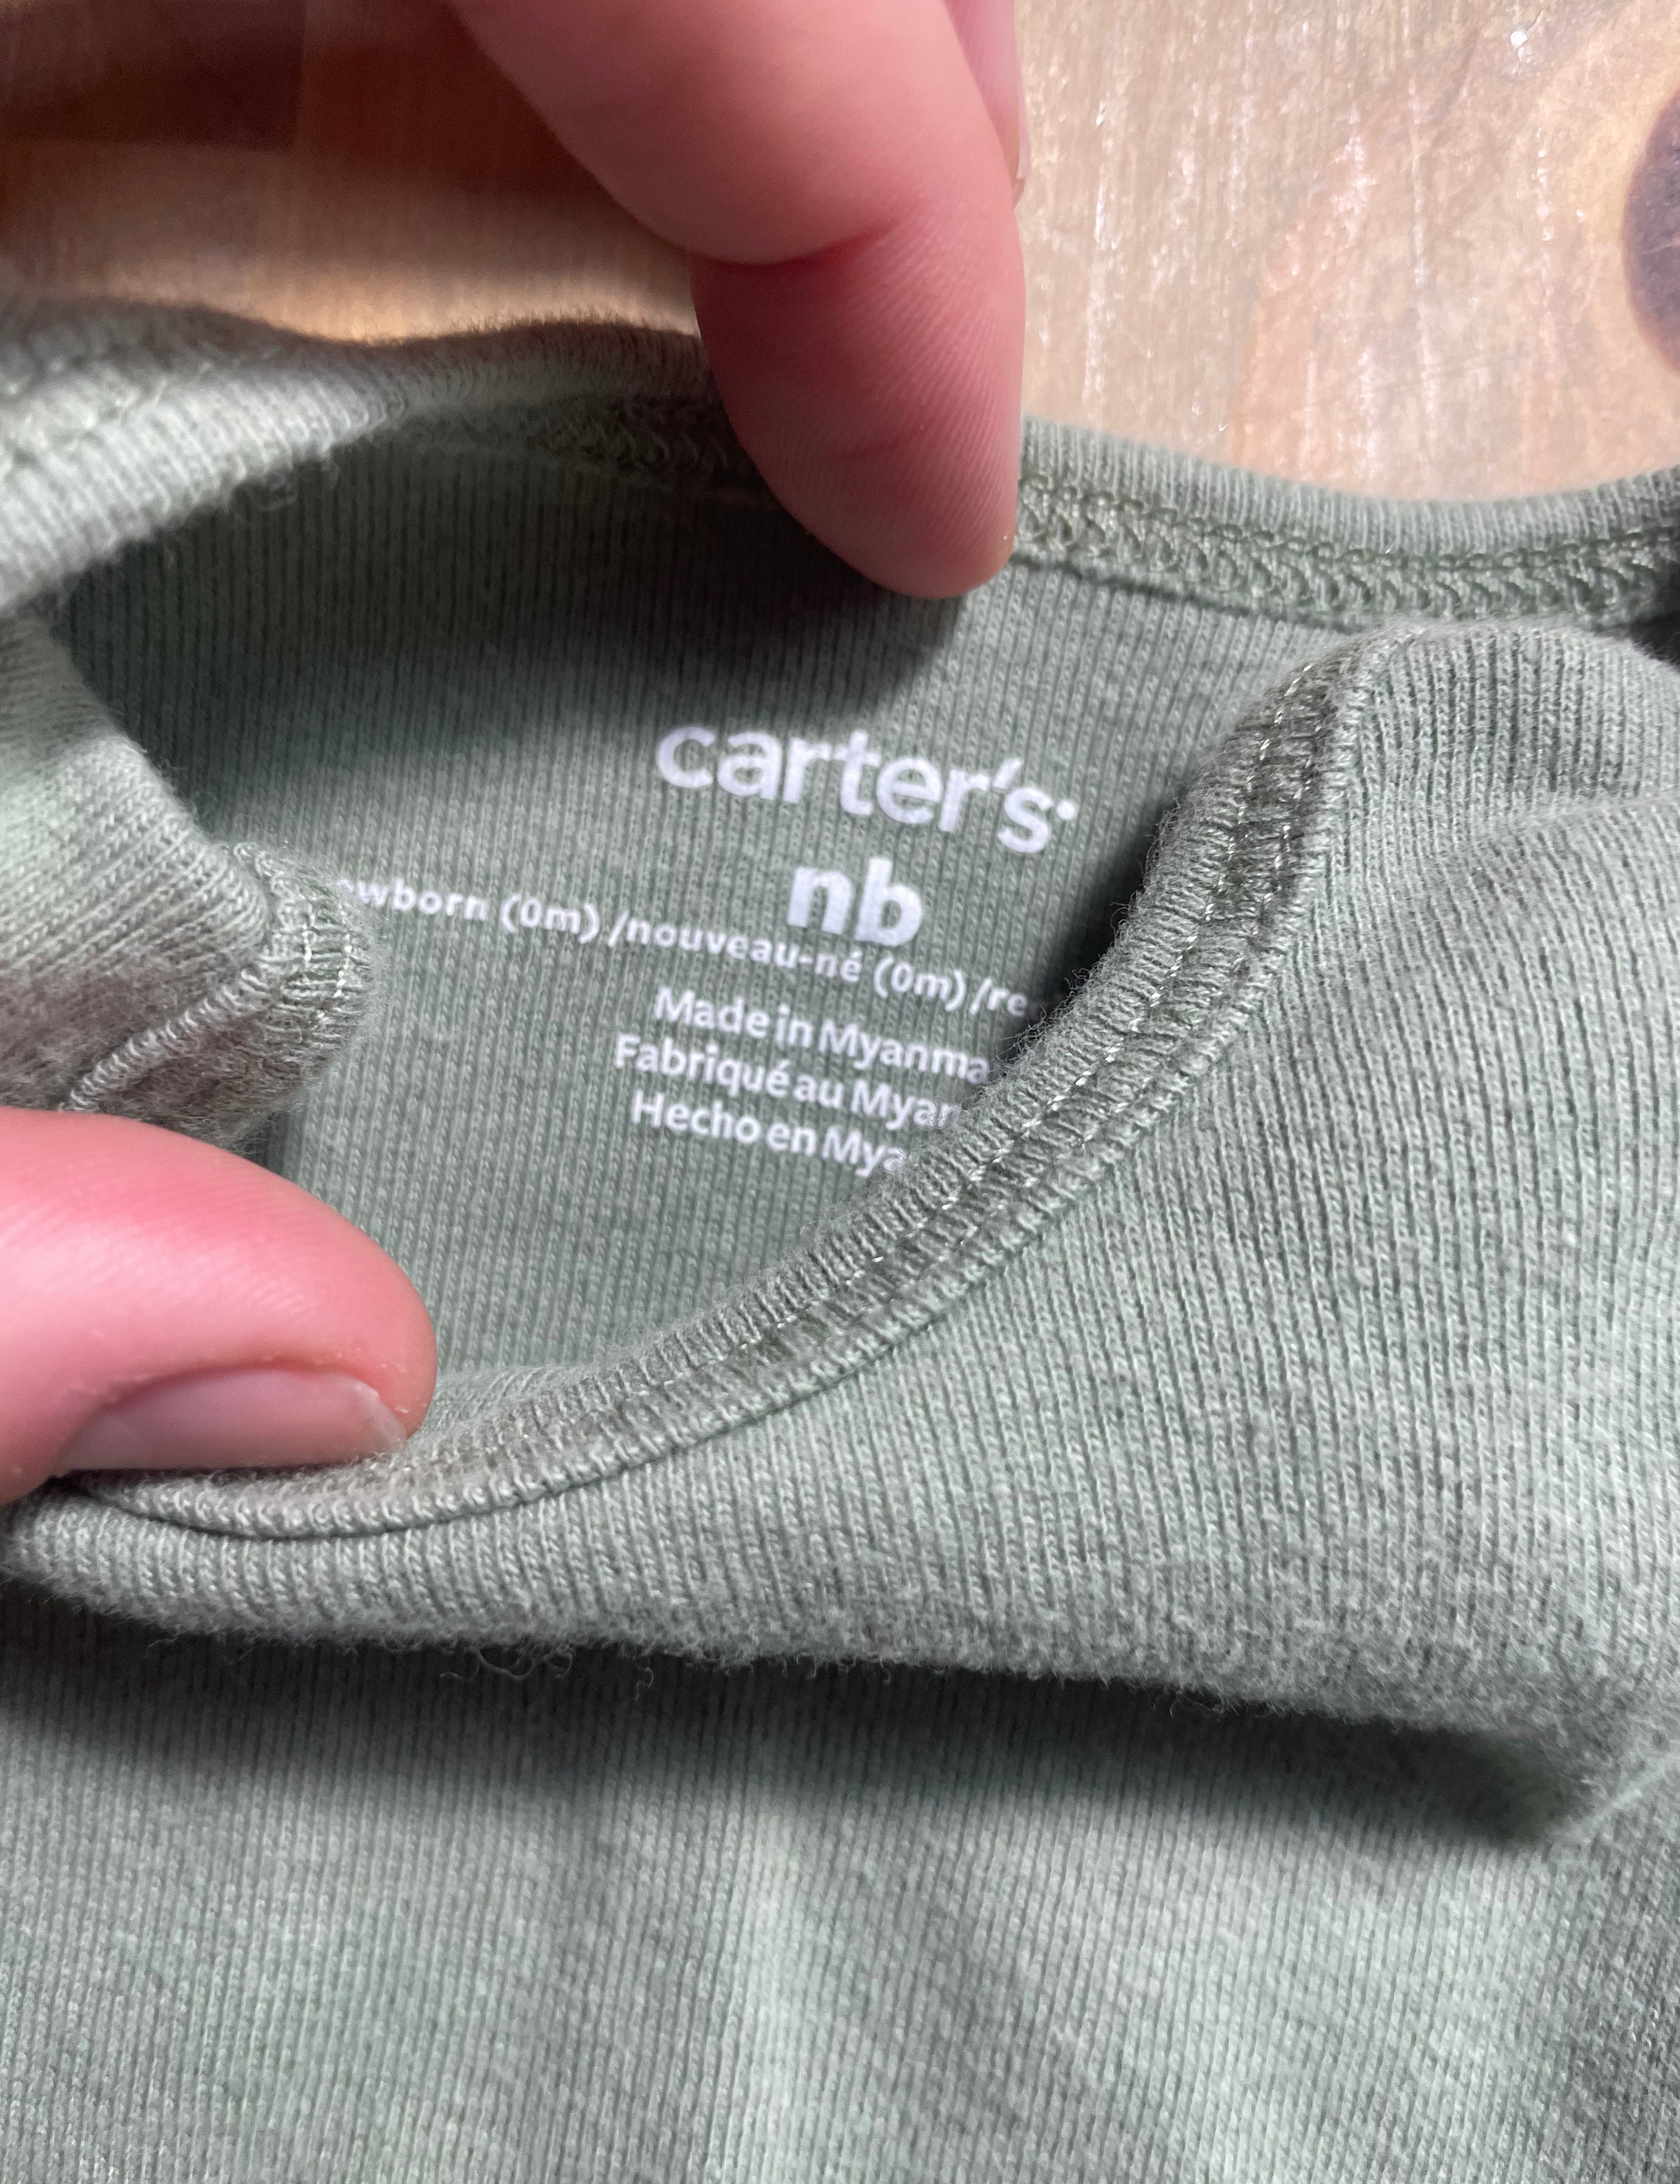 carter's
nb
(0m) / nouveau-né (0m) /
Made in
Fabriqué au
Hecho en